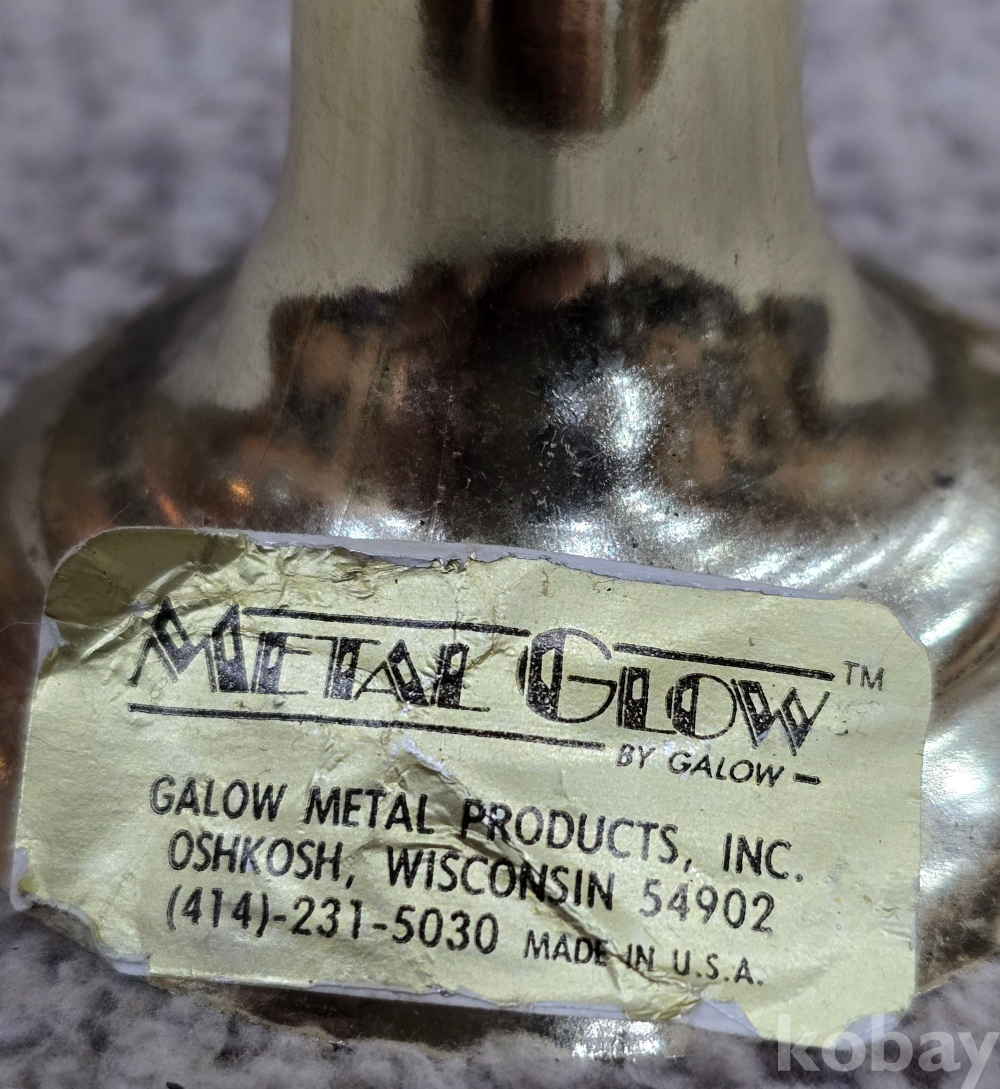 METAL GLOW™
BY GALOW
GALOW METAL PRODUCTS, INC.
OSHKOSH, WISCONSIN 54902
(414)-231-5030 MADE IN U.S.A.
kobay